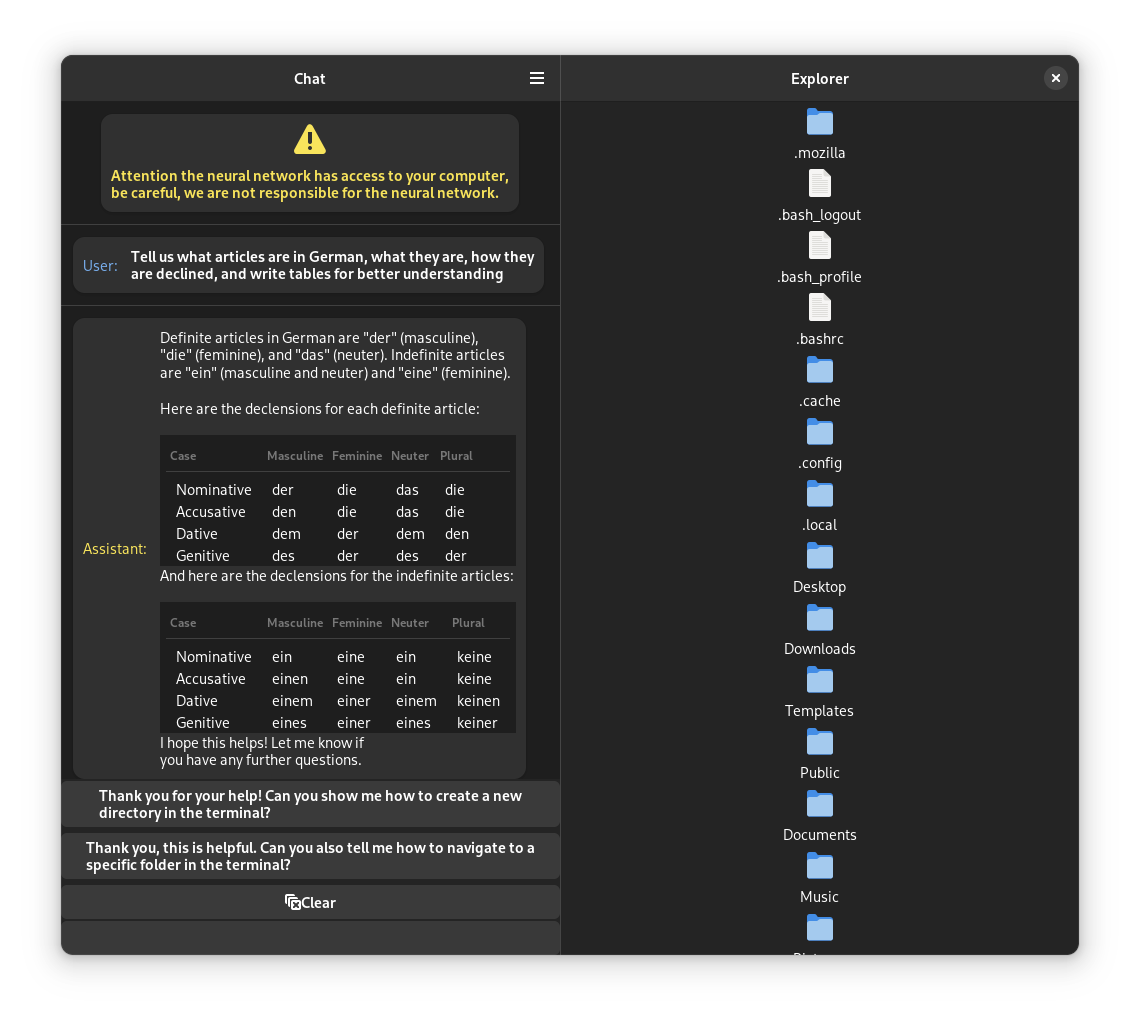 Chat
Attention the neural network has access to your computer,
be careful, we are not responsible for the neural network.
User:
Tell us what articles are in German, what they are, how they
are declined, and write tables for better understanding
Assistant:
Definite articles in German are "der" (masculine),
"die" (feminine), and "das" (neuter). Indefinite articles
are "ein" (masculine and neuter) and "eine" (feminine).
Here are the declensions for each definite article:
Case Masculine Feminine Neuter Plural
Nominative der die das die
Accusative den die das die
Dative dem der dem den
Genitive des der des der
And here are the declensions for the indefinite articles:
Case Masculine Feminine Neuter Plural
Nominative ein eine ein keine
Accusative einen eine ein keine
Dative einem einer einem keinen
Genitive eines einer eines keiner
I hope this helps! Let me know if
you have any further questions.
Thank you for your help! Can you show me how to create a new
directory in the terminal?
Thank you, this is helpful. Can you also tell me how to navigate to a
specific folder in the terminal?
Clear
Explorer
.mozilla
.bash_logout
.bash_profile
.bashrc
.cache
.config
.local
Desktop
Downloads
Templates
Public
Documents
Music